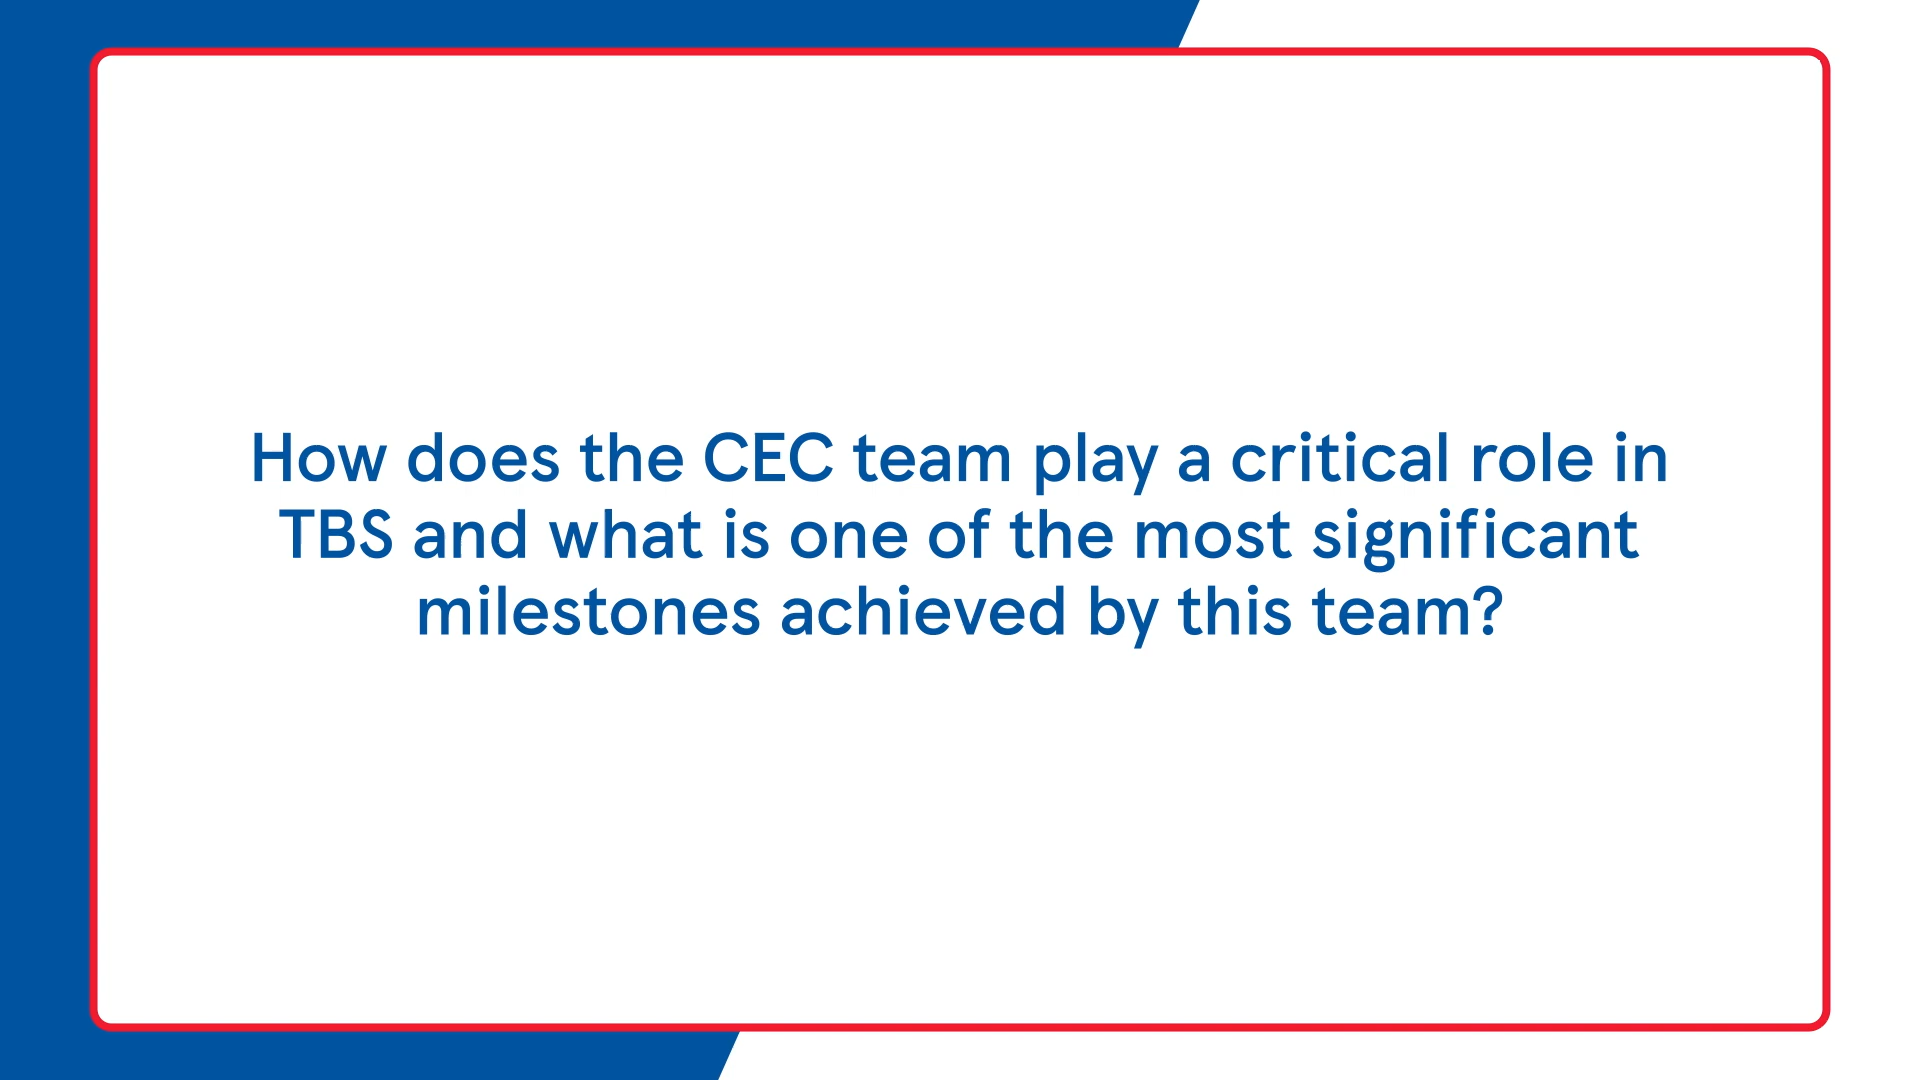 How does the CEC team play a critical role in
TBS and what is one of the most significant
milestones achieved by this team?